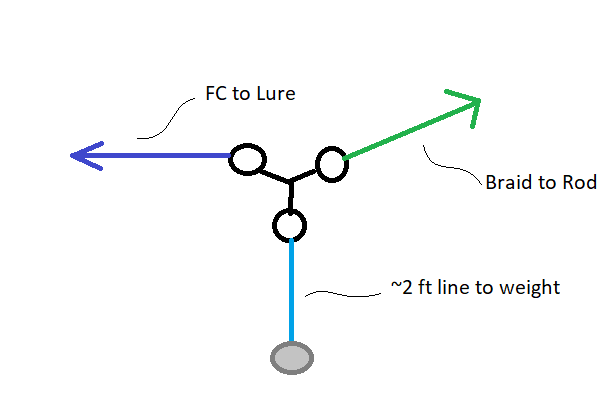 FC to Lure
Braid to Rod
~2 ft line to weight